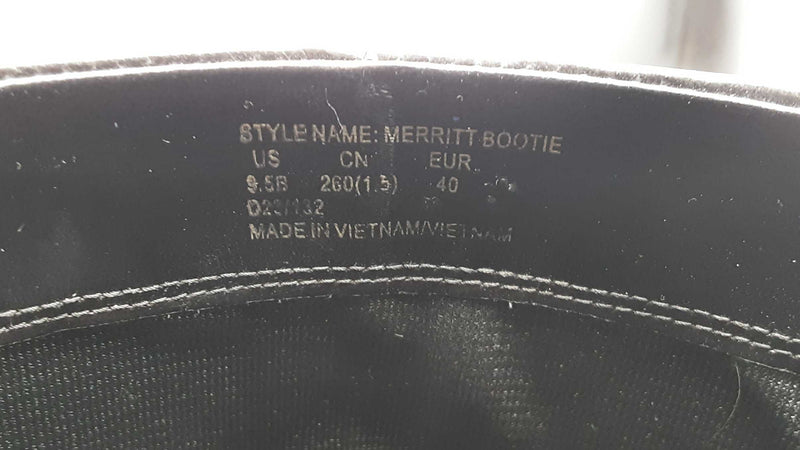 STYLE NAME: MERRITT BOOTIE
US CN EUR
9.5B 260(1.5) 40
MADE IN VIETNAM/VIETNAM